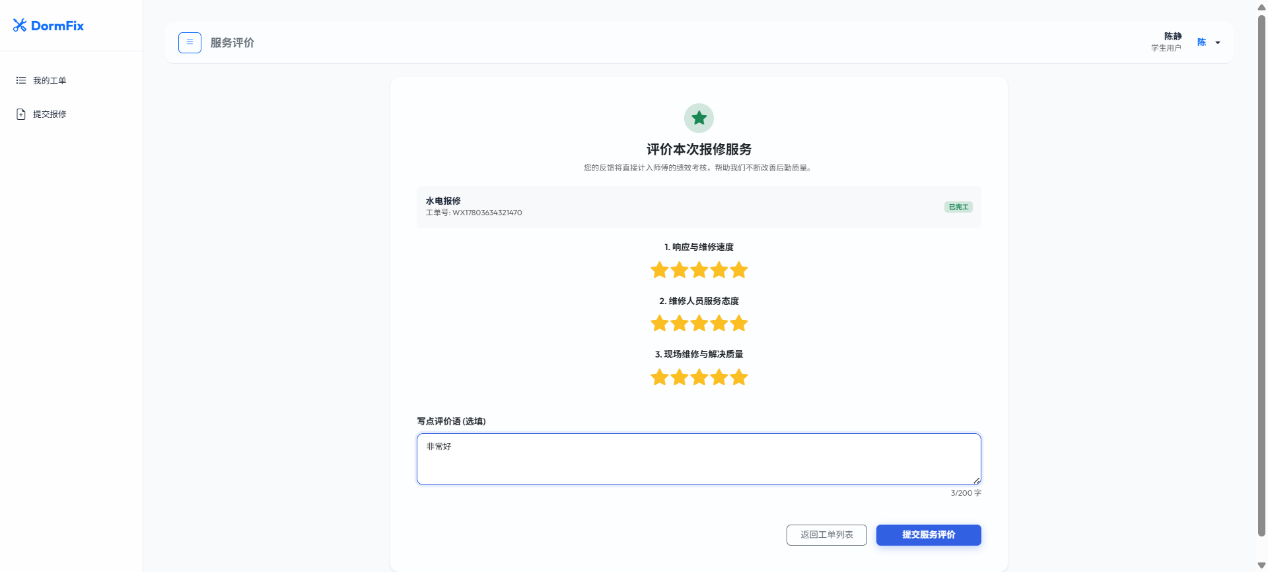 DormFix
服务评价
陈静
学生用户
陈
我的工单
提交报修
评价本次报修服务
您的反馈将直接计入师傅的绩效考核，帮助我们不断改善后勤质量。
水电报修
工单号: WX17803634321470
已完工
1. 响应与维修速度
2. 维修人员服务态度
3. 现场维修与解决质量
写点评价语 (选填)
非常好
3/200 字
返回工单列表
提交服务评价